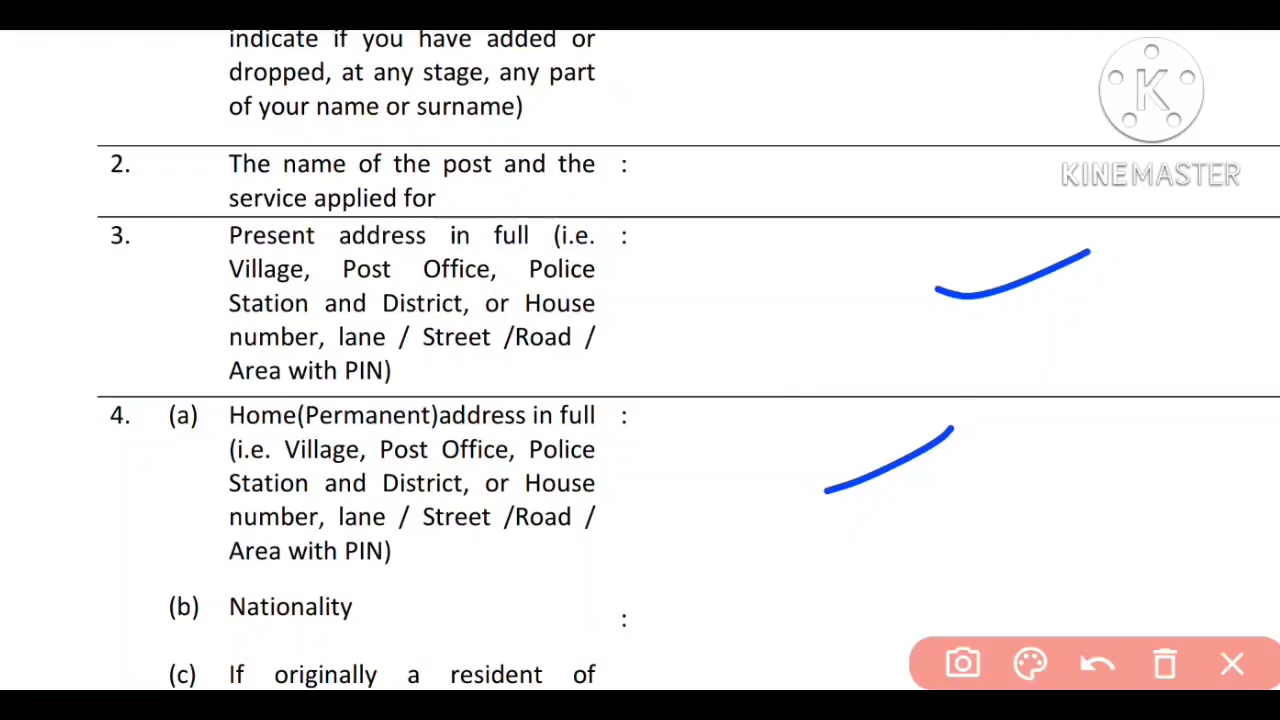 indicate if you have added or
dropped, at any stage, any part
of your name or surname)
K
KINEMASTER
2. The name of the post and the :
service applied for
3. Present address in full (i.e. :
Village, Post Office, Police
Station and District, or House
number, lane / Street /Road /
Area with PIN)
4. (a) Home(Permanent)address in full :
(i.e. Village, Post Office, Police
Station and District, or House
number, lane / Street /Road /
Area with PIN)
(b) Nationality :
(c) If originally a resident of